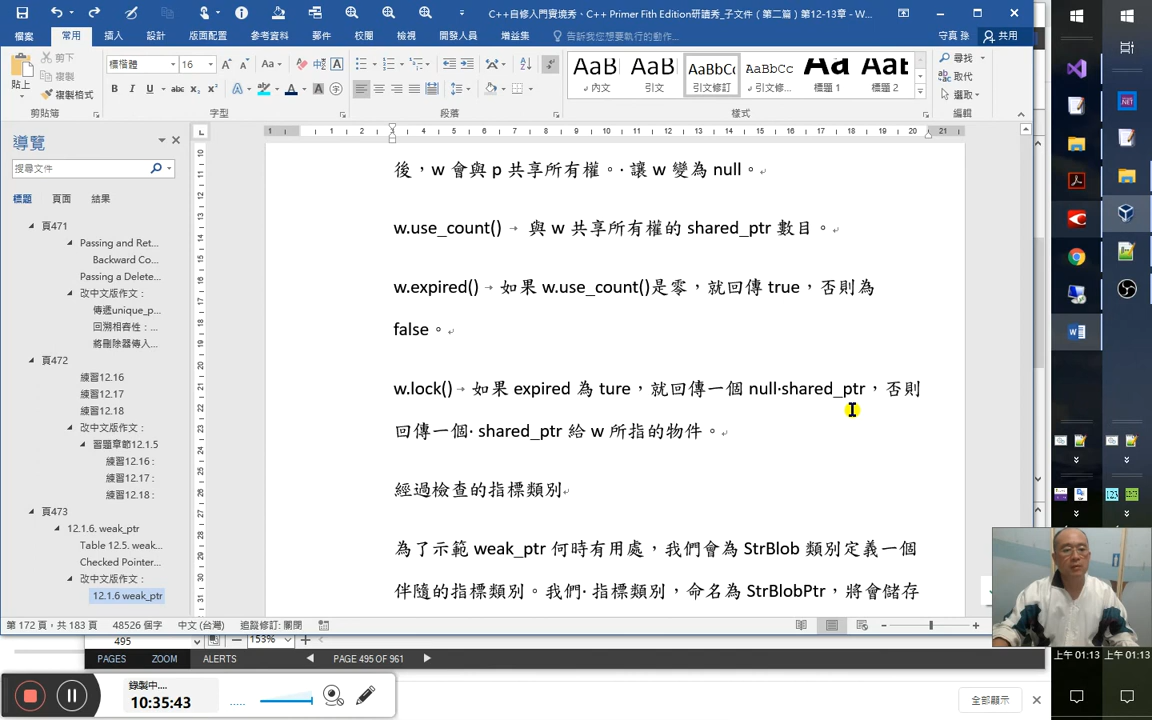 C++自修入門實境秀、C++ Primer Fith Edition研讀秀_子文件（第二篇）第12-13章 - W...
檔案 常用 插入 設計 版面配置 參考資料 郵件 校閱 檢視 開發人員 增益集 告訴我您想要執行的動作... 守真 孫 共用
貼上 剪下 複製 複製格式 剪貼簿
標楷體 16 字型
段落
AaB 內文
AaB 引文
AaBbCc 引文修訂
AaBbCc 引文修...
Aa 標題 1
Aat 標題 2
樣式
尋找 取代 選取 編輯
導覽
搜尋文件
標題 頁面 結果
頁471
Passing and Ret...
Backward Co...
Passing a Delete...
改中文版作文：
傳遞unique_p...
回溯相容性：...
將刪除器傳入...
頁472
練習12.16
練習12.17
練習12.18
改中文版作文：
習題章節12.1.5
練習12.16：
練習12.17：
練習12.18：
頁473
12.1.6. weak_ptr
Table 12.5. weak...
Checked Pointer...
改中文版作文：
12.1.6 weak_ptr
後，w 會與 p 共享所有權。· 讓 w 變為 null。
w.use_count() → 與 w 共享所有權的 shared_ptr 數目。
w.expired() → 如果 w.use_count()是零，就回傳 true，否則為
false。
w.lock() → 如果 expired 為 ture，就回傳一個 null·shared_ptr，否則
回傳一個· shared_ptr 給 w 所指的物件。
經過檢查的指標類別
為了示範 weak_ptr 何時有用處，我們會為 StrBlob 類別定義一個
伴隨的指標類別。我們· 指標類別，命名為 StrBlobPtr，將會儲存
第 172 頁，共 183 頁 48526 個字 中文 (台灣) 追蹤修訂: 關閉
495 153%
PAGES ZOOM ALERTS PAGE 495 OF 961
錄製中....
10:35:43
全部顯示
上午 01:13 上午 01:13